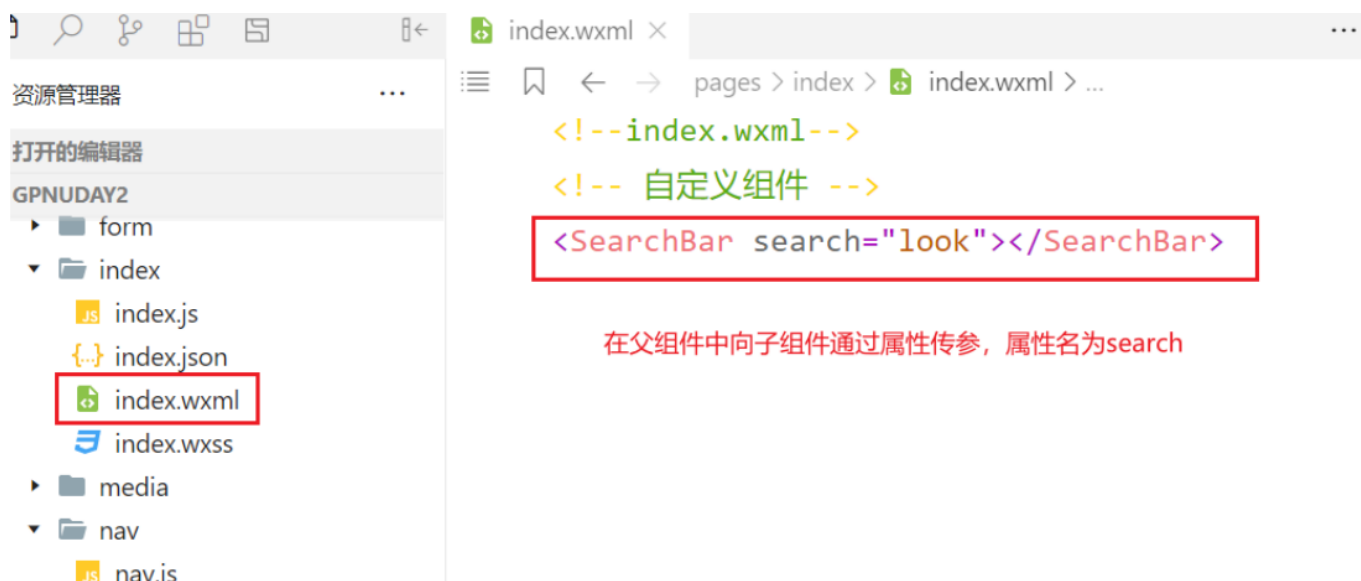 index.wxml
...
资源管理器
...
pages > index > index.wxml > ...
打开的编辑器
GPNUDAY2
form
index
JS index.js
{..} index.json
index.wxml
index.wxss
media
nav
JS nav.js
<!--index.wxml-->
<!-- 自定义组件 -->
<SearchBar search="look"></SearchBar>
在父组件中向子组件通过属性传参，属性名为search